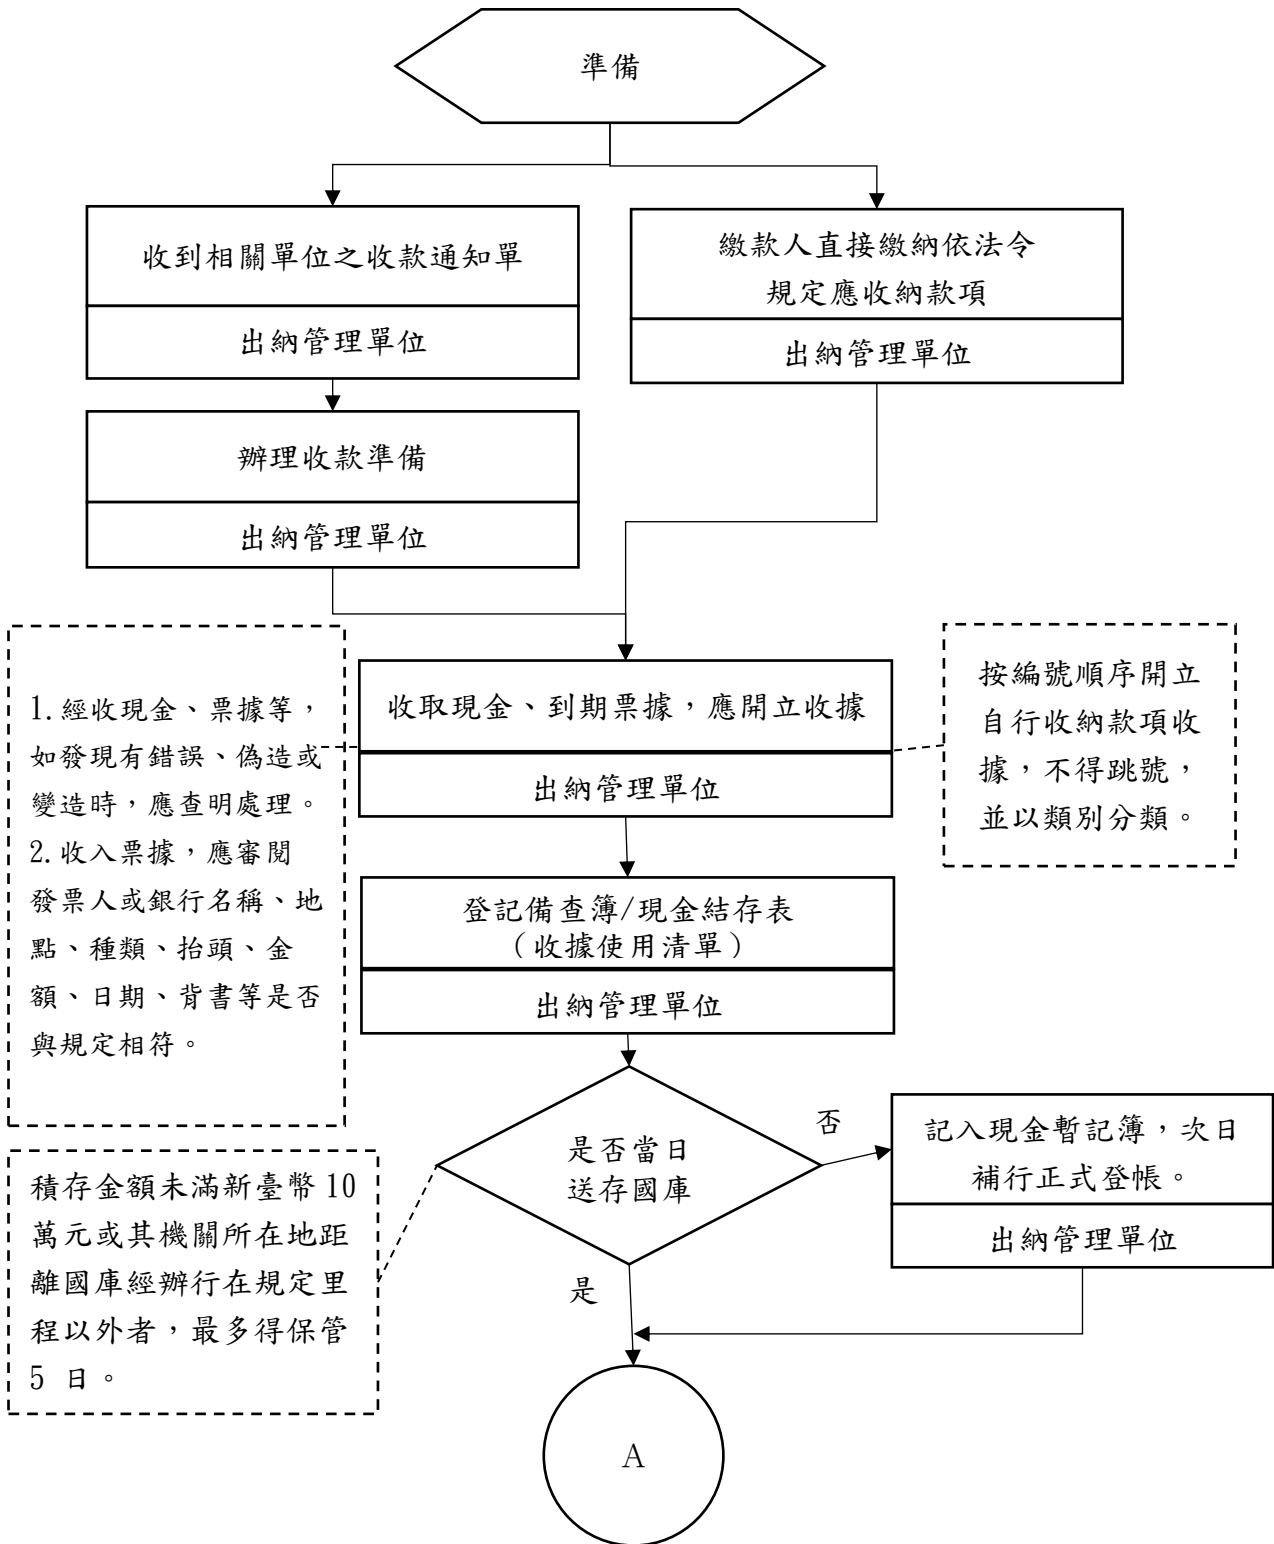 準備
收到相關單位之收款通知單
出納管理單位
繳款人直接繳納依法令
規定應收納款項
出納管理單位
辦理收款準備
出納管理單位
1.經收現金、票據等，
如發現有錯誤、偽造或
變造時，應查明處理。
2.收入票據，應審閱
發票人或銀行名稱、地
點、種類、抬頭、金
額、日期、背書等是否
與規定相符。
收取現金、到期票據，應開立收據
出納管理單位
按編號順序開立
自行收納款項收
據，不得跳號，
並以類別分類。
登記備查簿/現金結存表
（收據使用清單）
出納管理單位
是否當日
送存國庫
否
記入現金暫記簿，次日
補行正式登帳。
出納管理單位
積存金額未滿新臺幣 10
萬元或其機關所在地距
離國庫經辦行在規定里
程以外者，最多得保管
5 日。
是
A